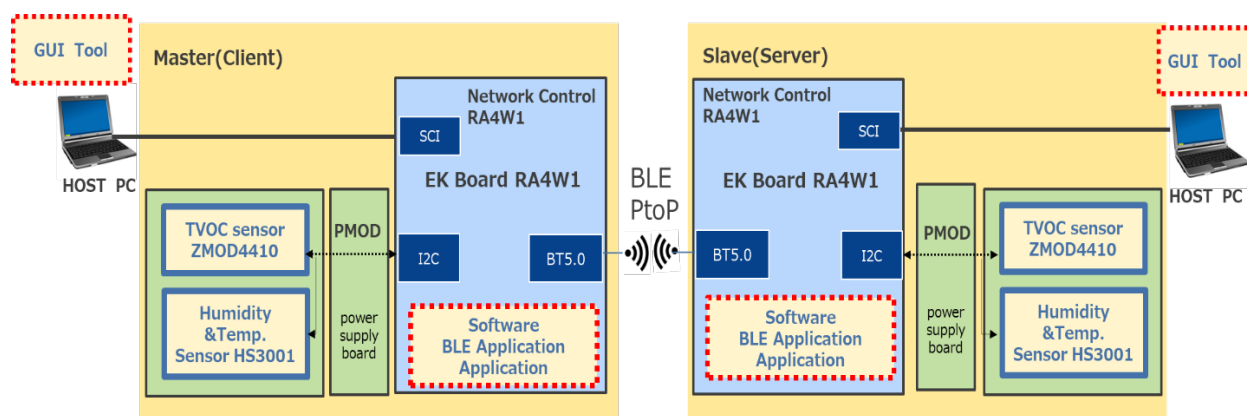 GUI Tool
HOST PC
Master(Client)
Network Control
RA4W1
SCI
EK Board RA4W1
TVOC sensor
ZMOD4410
Humidity
&Temp.
Sensor HS3001
PMOD
power
supply
board
I2C
BT5.0
Software
BLE Application
Application
BLE
PtoP
Slave(Server)
Network Control
RA4W1
SCI
EK Board RA4W1
BT5.0
I2C
Software
BLE Application
Application
PMOD
power
supply
board
TVOC sensor
ZMOD4410
Humidity
&Temp.
Sensor HS3001
GUI Tool
HOST PC